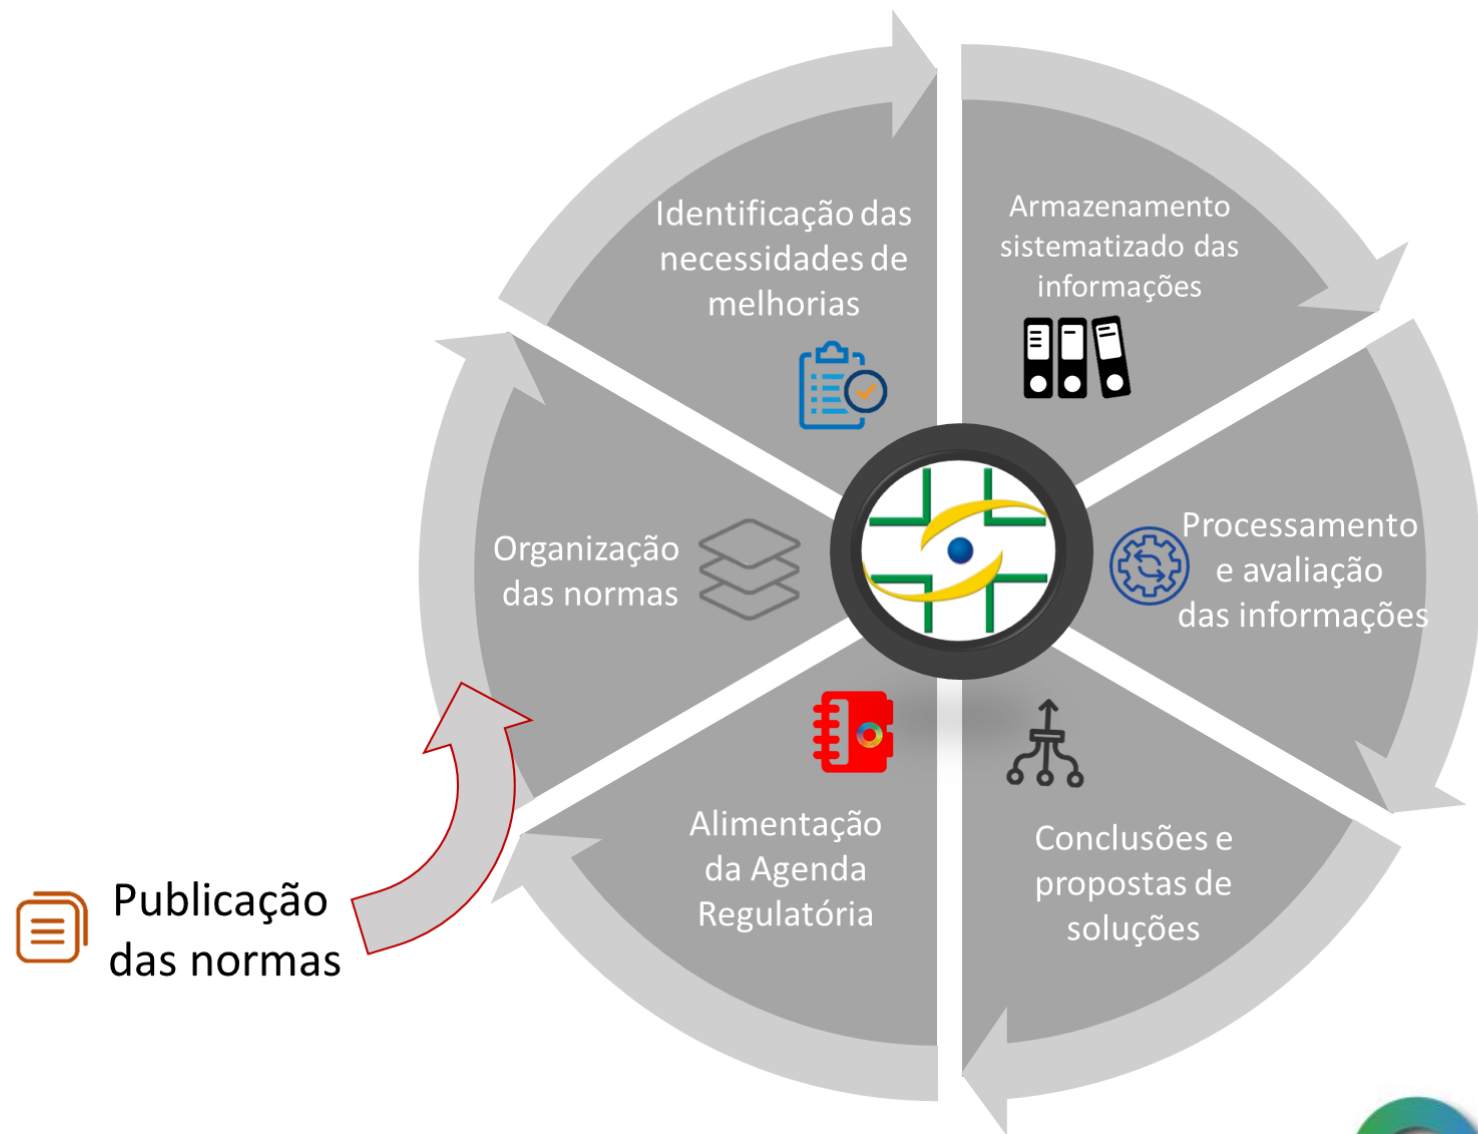 Identificação das
necessidades de
melhorias
Armazenamento
sistematizado das
informações
Processamento
e avaliação
das informações
Conclusões e
propostas de
soluções
Alimentação
da Agenda
Regulatória
Organização
das normas
Publicação
das normas